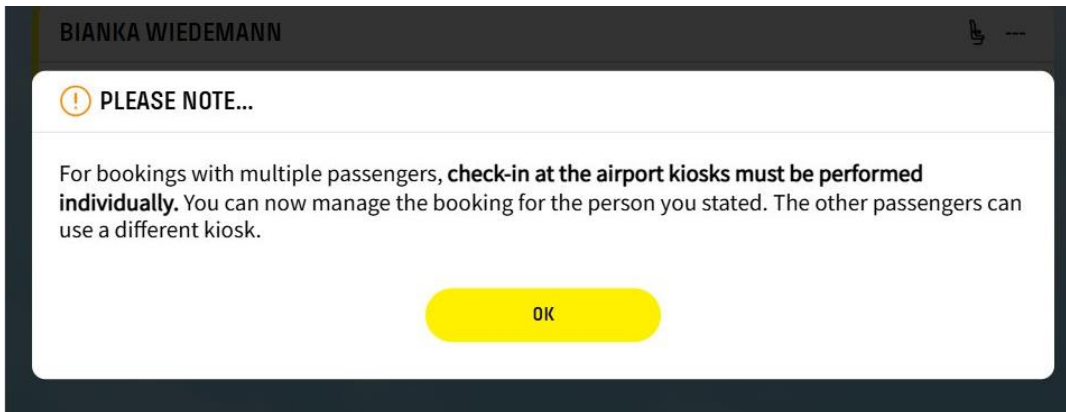 BIANKA WIEDEMANN ---
PLEASE NOTE...
For bookings with multiple passengers, check-in at the airport kiosks must be performed
individually. You can now manage the booking for the person you stated. The other passengers can
use a different kiosk.
OK